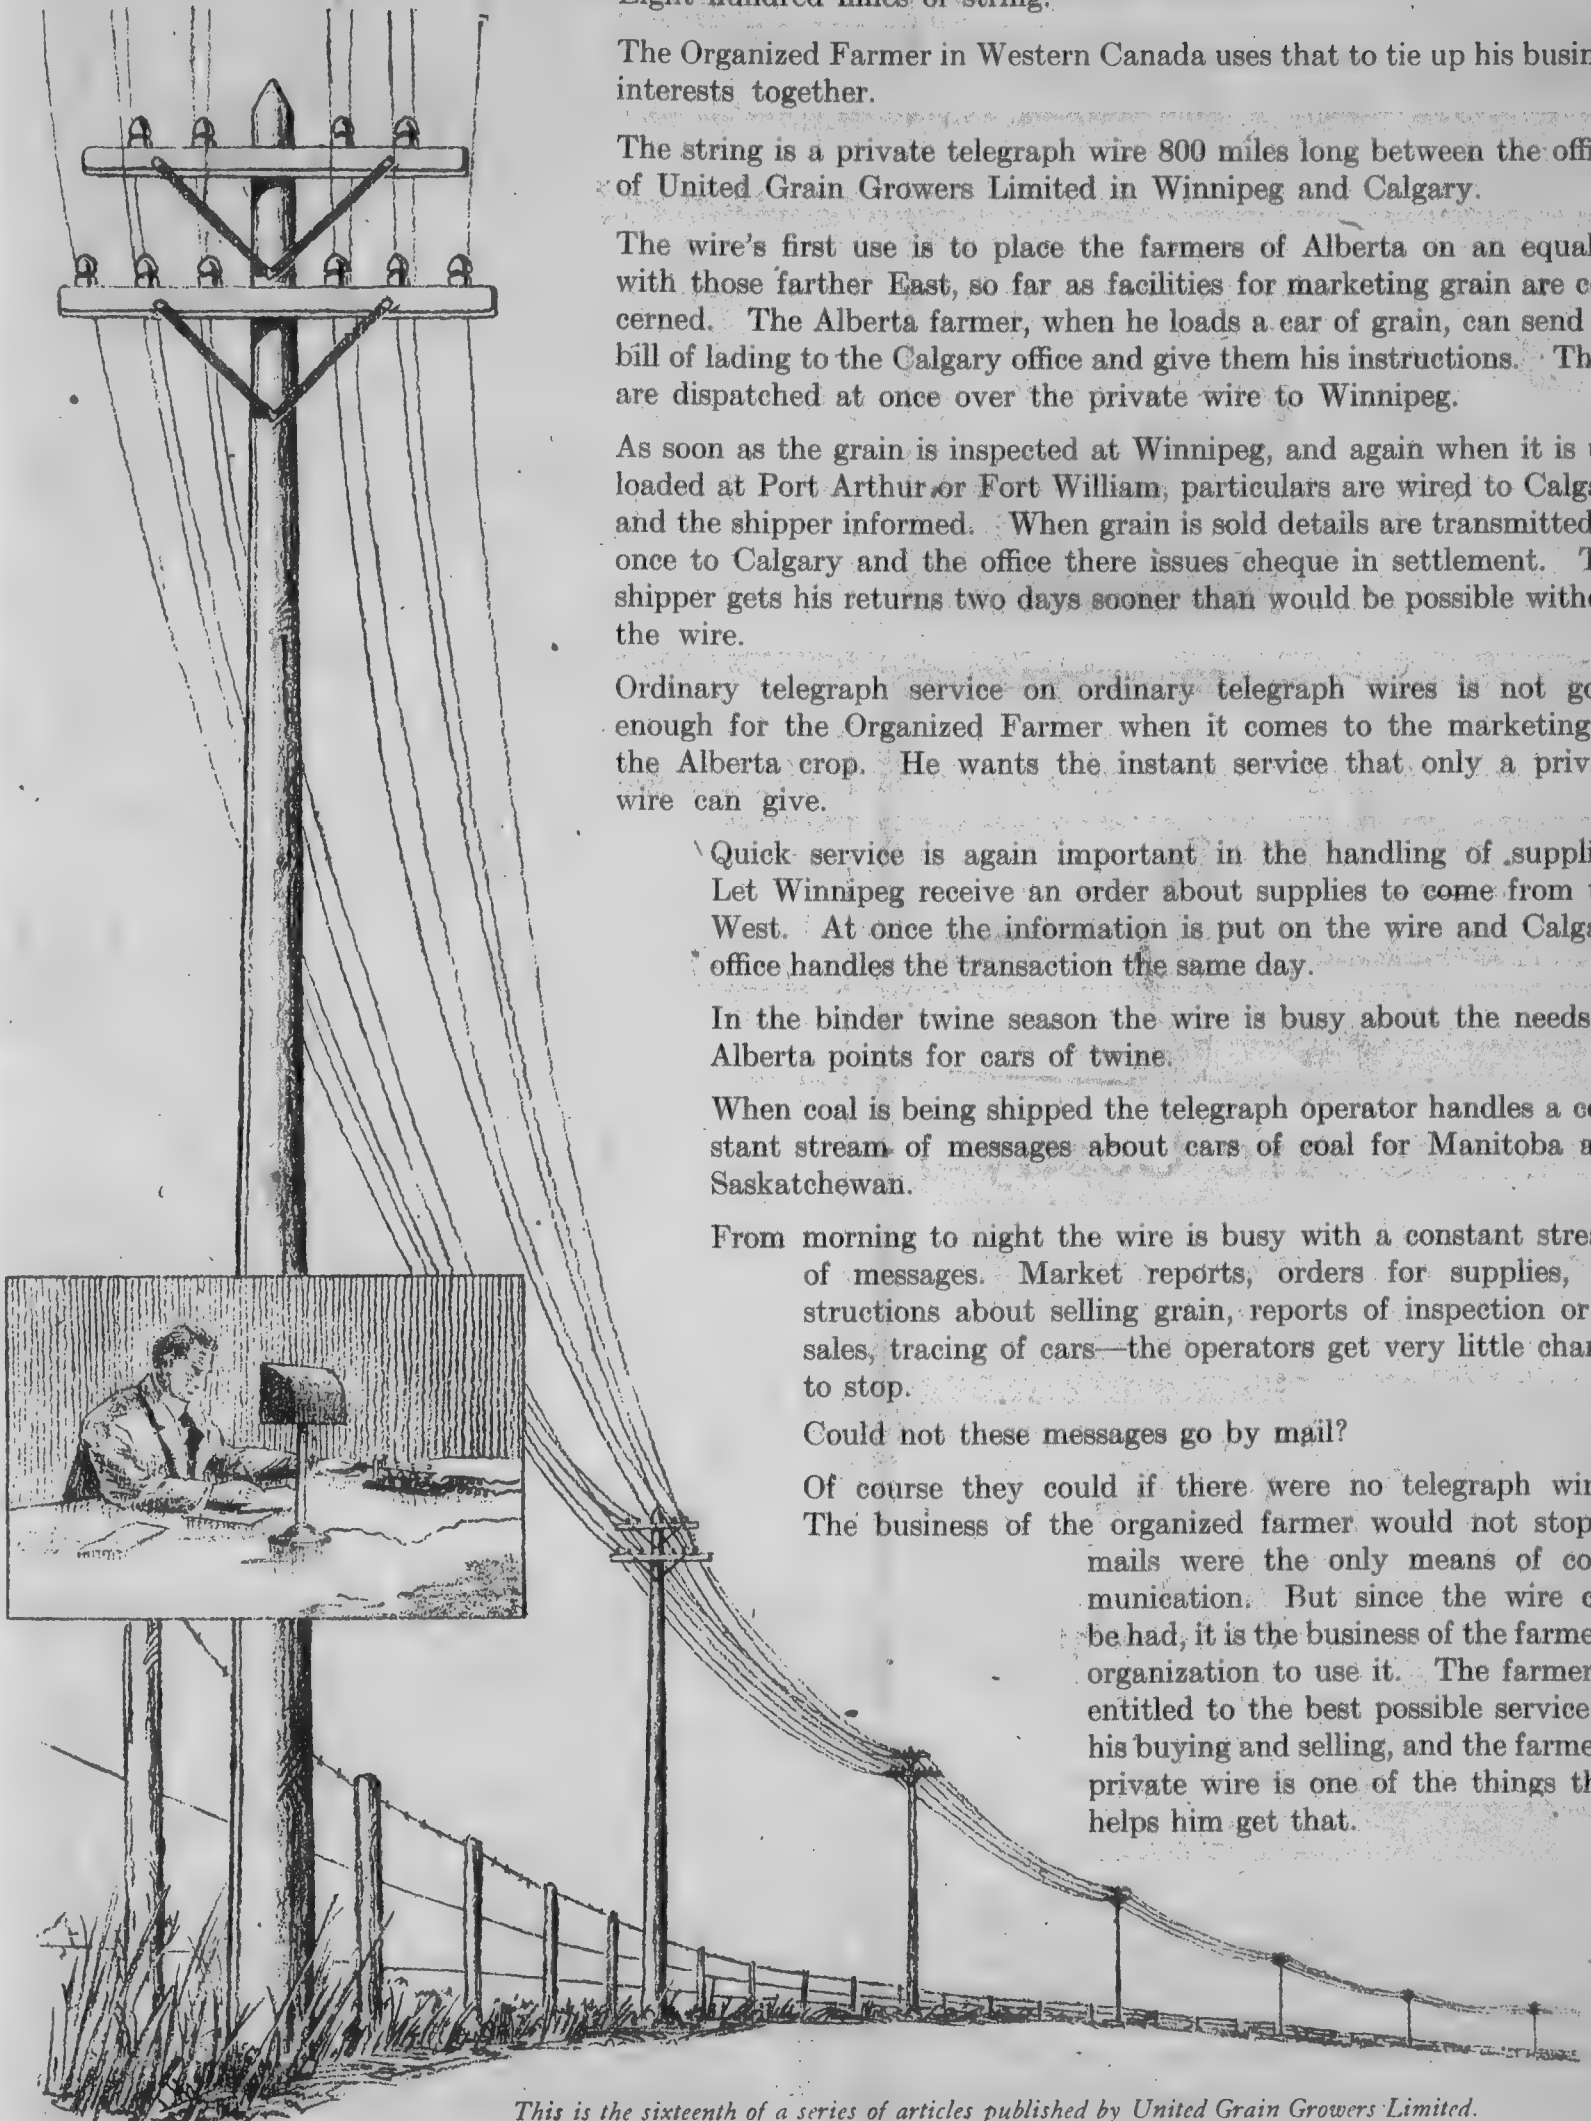 Eight hundred miles of string.
The Organized Farmer in Western Canada uses that to tie up his busin
interests together.
The string is a private telegraph wire 800 miles long between the offi
of United Grain Growers Limited in Winnipeg and Calgary.
The wire's first use is to place the farmers of Alberta on an equal
with those farther East, so far as facilities for marketing grain are c
cerned. The Alberta farmer, when he loads a car of grain, can send
bill of lading to the Calgary office and give them his instructions. Th
are dispatched at once over the private wire to Winnipeg.
As soon as the grain is inspected at Winnipeg, and again when it is
loaded at Port Arthur or Fort William, particulars are wired to Calga
and the shipper informed. When grain is sold details are transmitted
once to Calgary and the office there issues cheque in settlement. T
shipper gets his returns two days sooner than would be possible witho
the wire.
Ordinary telegraph service on ordinary telegraph wires is not go
enough for the Organized Farmer when it comes to the marketing
the Alberta crop. He wants the instant service that only a priv
wire can give.
Quick service is again important in the handling of suppli
Let Winnipeg receive an order about supplies to come from t
West. At once the information is put on the wire and Calga
office handles the transaction the same day.
In the binder twine season the wire is busy about the needs
Alberta points for cars of twine.
When coal is being shipped the telegraph operator handles a co
stant stream of messages about cars of coal for Manitoba a
Saskatchewan.
From morning to night the wire is busy with a constant stre
of messages. Market reports, orders for supplies,
structions about selling grain, reports of inspection or
sales, tracing of cars—the operators get very little chan
to stop.
Could not these messages go by mail?
Of course they could if there were no telegraph wir
The business of the organized farmer would not stop
mails were the only means of co
munication. But since the wire c
be had, it is the business of the farme
organization to use it. The farmer
entitled to the best possible service
his buying and selling, and the farme
private wire is one of the things th
helps him get that.
This is the sixteenth of a series of articles published by United Grain Growers Limited.